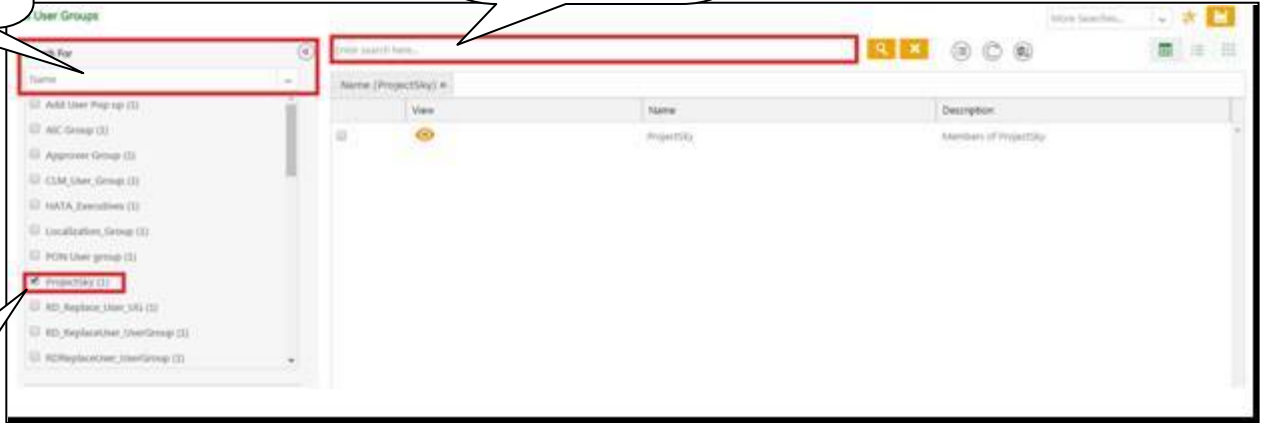 User Groups
More Searches...
For
Enter search here...
Name
Name (ProjectSky) ×
View Name Description
Add User Pop up (1)
AIC Group (1)
Approver Group (1)
CLM_User_Group (1)
HATA_Executives (1)
Localization_Group (1)
PON User group (1)
ProjectSky (1)
RD_Replace_User_UG (1)
RD_ReplaceUser_UserGroup (1)
RDReplaceUser_UserGroup (1)
ProjectSky Members of ProjectSky